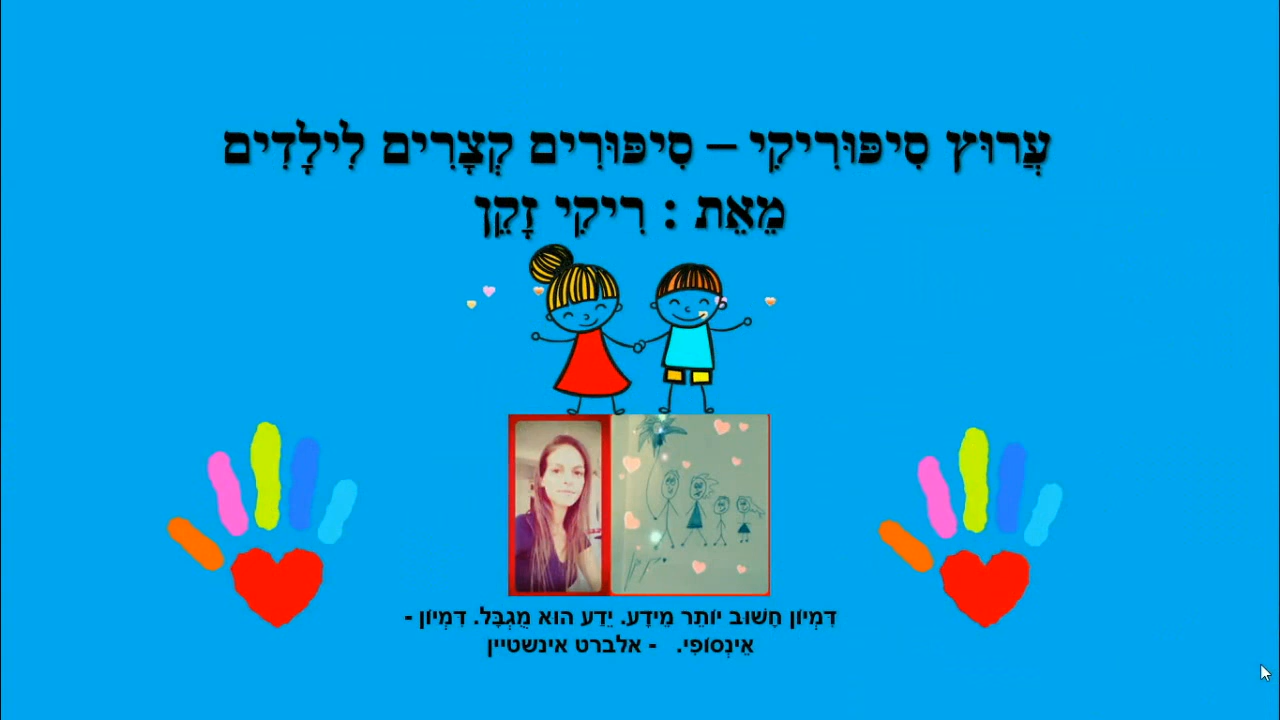 עֲרוּץ סִיפּוּרִיקִי – סִיפּוּרִים קְצָרִים לִילָדִים
מֵאֵת : רִיקִי זָקֵן
דִּמְיוֹן חָשׁוּב יוֹתֵר מֵידָע. יֶדַע הוּא מֻגְבָּל. דִּמְיוֹן -
אֵינְסוֹפִי. - אלברט אינשטיין